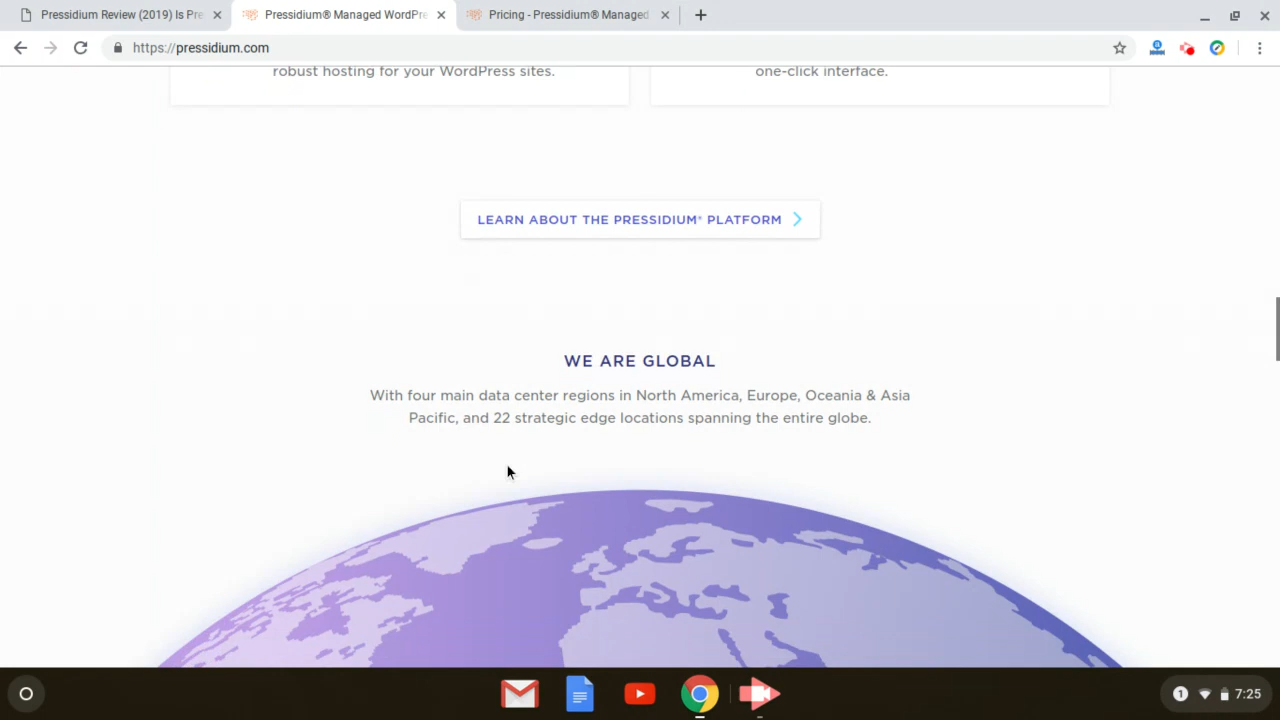 Pressidium Review (2019) Is Pre
Pressidium® Managed WordPre
Pricing - Pressidium® Managed
https://pressidium.com
robust hosting for your WordPress sites.
one-click interface.
LEARN ABOUT THE PRESSIDIUM® PLATFORM
WE ARE GLOBAL
With four main data center regions in North America, Europe, Oceania & Asia
Pacific, and 22 strategic edge locations spanning the entire globe.
1
7:25